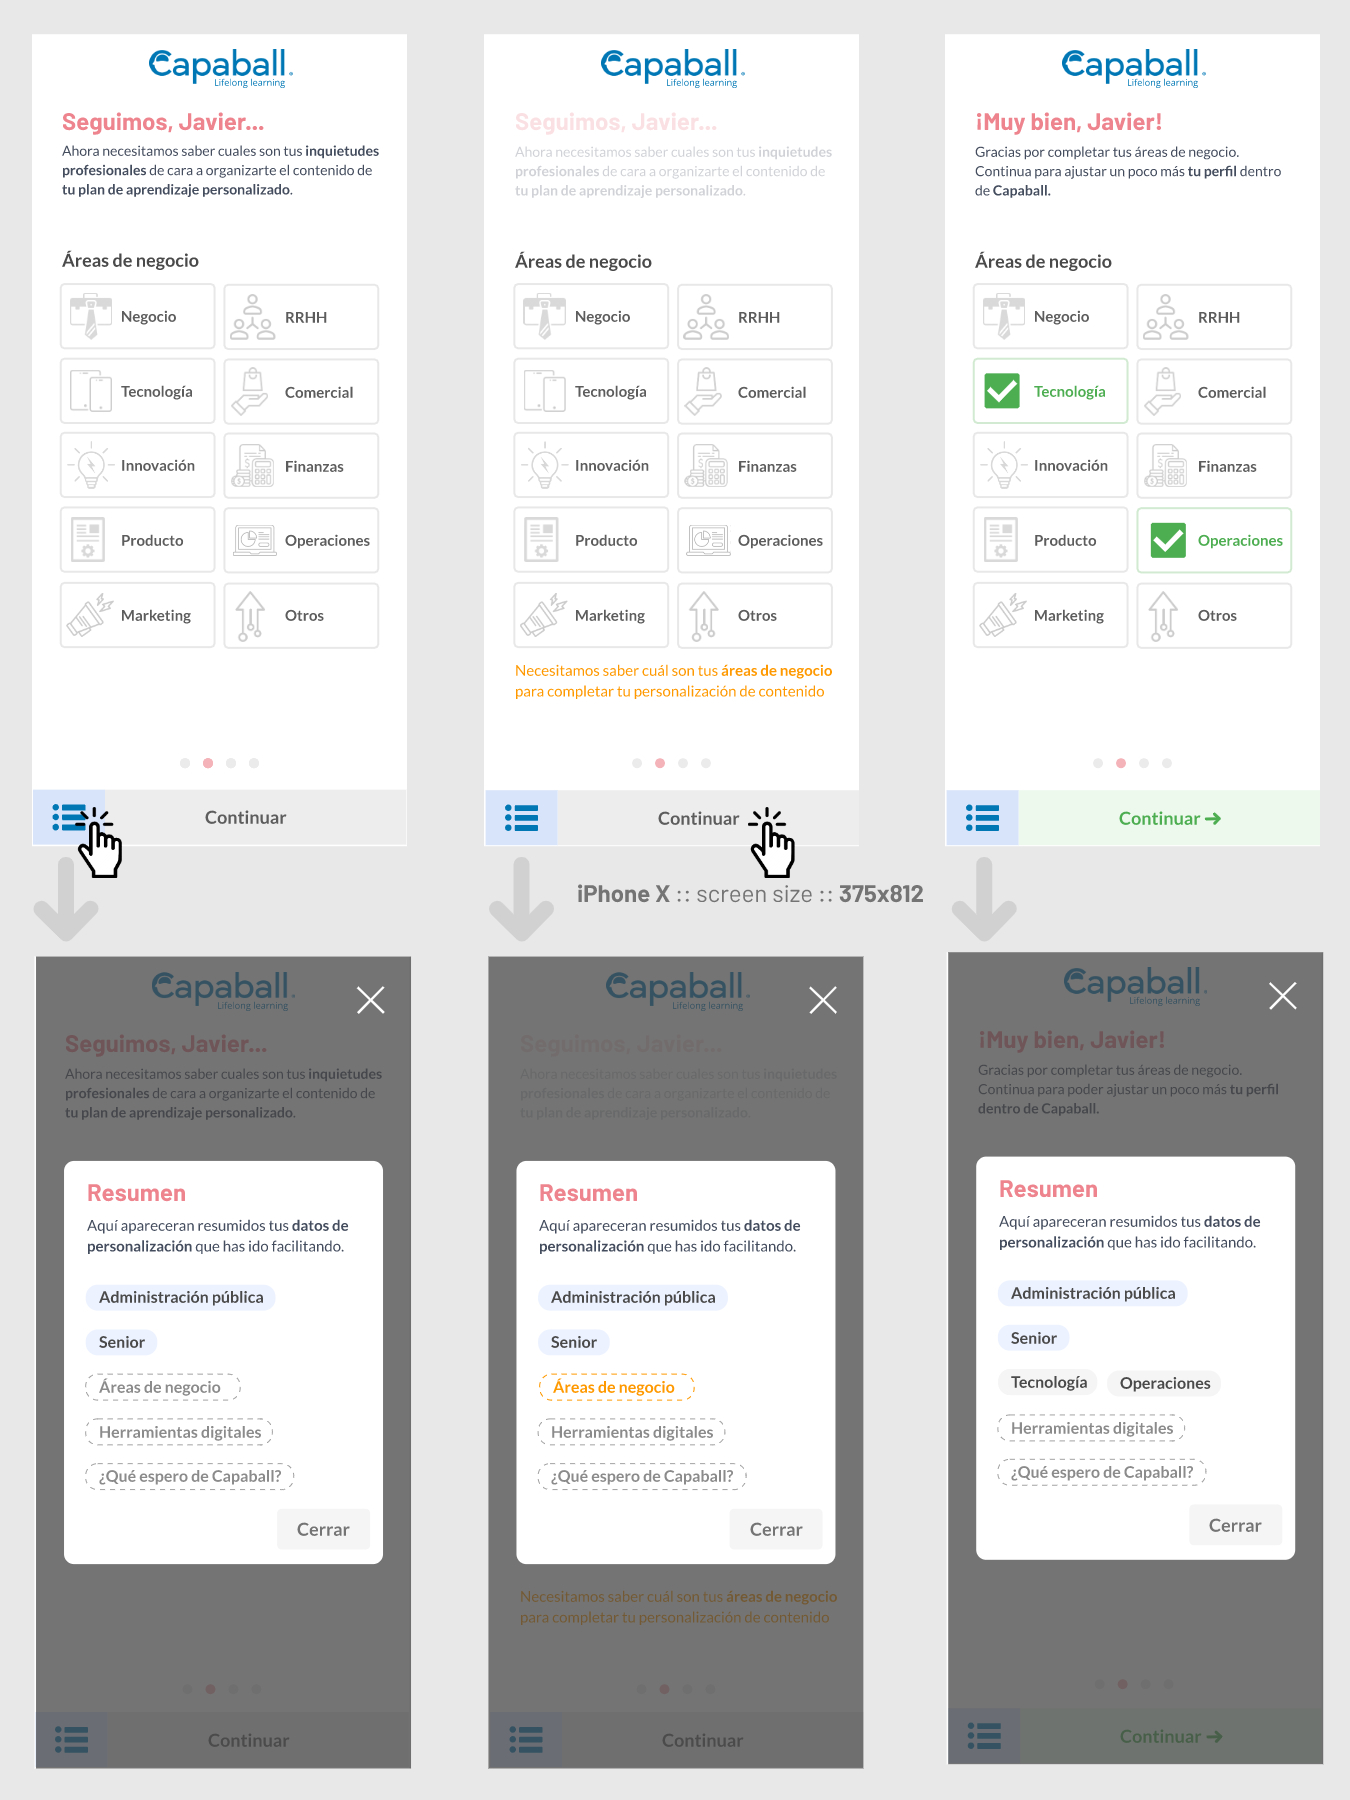 Capaball
Lifelong learning
Seguimos, Javier...
Ahora necesitamos saber cuales son tus inquietudes
profesionales de cara a organizarte el contenido de
tu plan de aprendizaje personalizado.
Áreas de negocio
Negocio
RRHH
Tecnología
Comercial
Innovación
Finanzas
Producto
Operaciones
Marketing
Otros
Continuar
Capaball
Lifelong learning
Seguimos, Javier...
Ahora necesitamos saber cuales son tus inquietudes
profesionales de cara a organizarte el contenido de
tu plan de aprendizaje personalizado.
Áreas de negocio
Negocio
RRHH
Tecnología
Comercial
Innovación
Finanzas
Producto
Operaciones
Marketing
Otros
Necesitamos saber cuál son tus áreas de negocio
para completar tu personalización de contenido
Continuar
Capaball
Lifelong learning
¡Muy bien, Javier!
Gracias por completar tus áreas de negocio.
Continua para ajustar un poco más tu perfil dentro
de Capaball.
Áreas de negocio
Negocio
RRHH
Tecnología
Comercial
Innovación
Finanzas
Producto
Operaciones
Marketing
Otros
Continuar →
iPhone X :: screen size :: 375x812
Capaball
Lifelong learning
Seguimos, Javier...
Ahora necesitamos saber cuales son tus inquietudes
profesionales de cara a organizarte el contenido de
tu plan de aprendizaje personalizado.
Resumen
Aquí apareceran resumidos tus datos de
personalización que has ido facilitando.
Administración pública
Senior
Áreas de negocio
Herramientas digitales
¿Qué espero de Capaball?
Cerrar
Continuar
Capaball
Lifelong learning
Seguimos, Javier...
Ahora necesitamos saber cuales son tus inquietudes
profesionales de cara a organizarte el contenido de
tu plan de aprendizaje personalizado.
Resumen
Aquí apareceran resumidos tus datos de
personalización que has ido facilitando.
Administración pública
Senior
Áreas de negocio
Herramientas digitales
¿Qué espero de Capaball?
Cerrar
Necesitamos saber cuál son tus áreas de negocio
para completar tu personalización de contenido
Continuar
Capaball
Lifelong learning
¡Muy bien, Javier!
Gracias por completar tus áreas de negocio.
Continua para poder ajustar un poco más tu perfil
dentro de Capaball.
Resumen
Aquí apareceran resumidos tus datos de
personalización que has ido facilitando.
Administración pública
Senior
Tecnología
Operaciones
Herramientas digitales
¿Qué espero de Capaball?
Cerrar
Continuar →